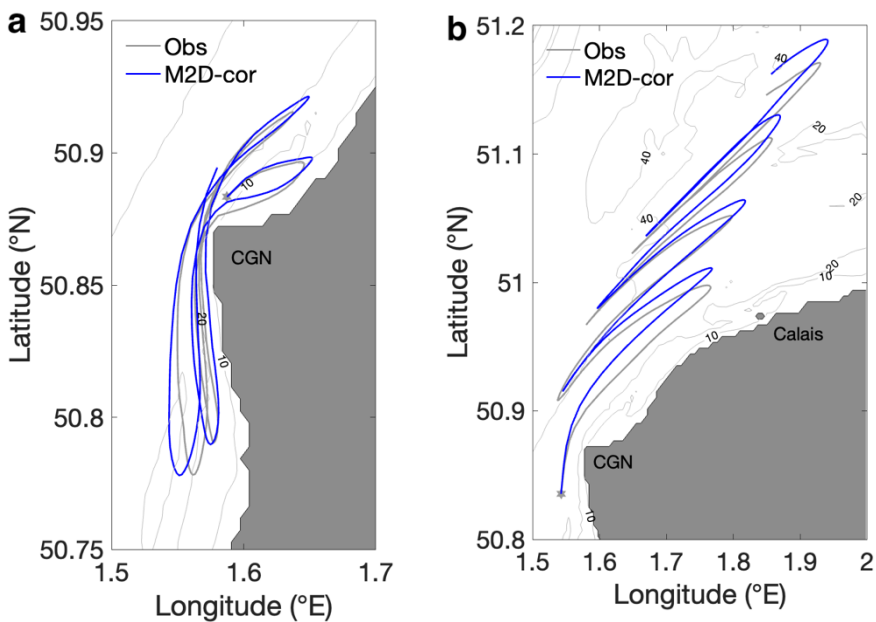 a
50.95
50.9
50.85
50.8
50.75
Latitude (°N)
Obs
M2D-cor
10
CGN
20
10
1.5
1.6
1.7
Longitude (°E)
b
51.2
51.1
51
50.9
50.8
Latitude (°N)
Obs
M2D-cor
40
20
40
20
40
20
10
10
Calais
CGN
10
1.5
1.6
1.7
1.8
1.9
2
Longitude (°E)